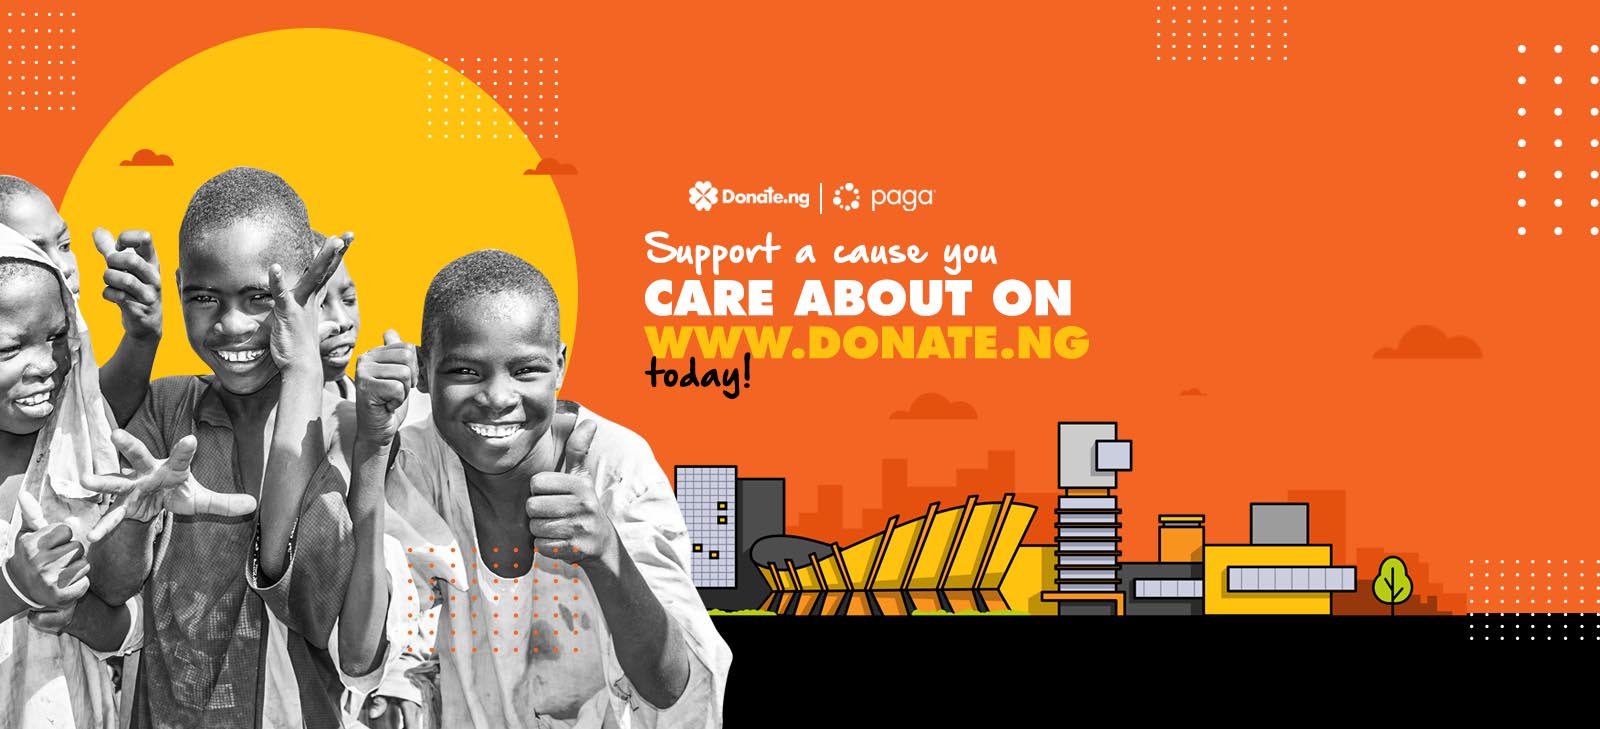 Donate.ng | paga
Support a cause you
CARE ABOUT ON
WWW.DONATE.NG
today!